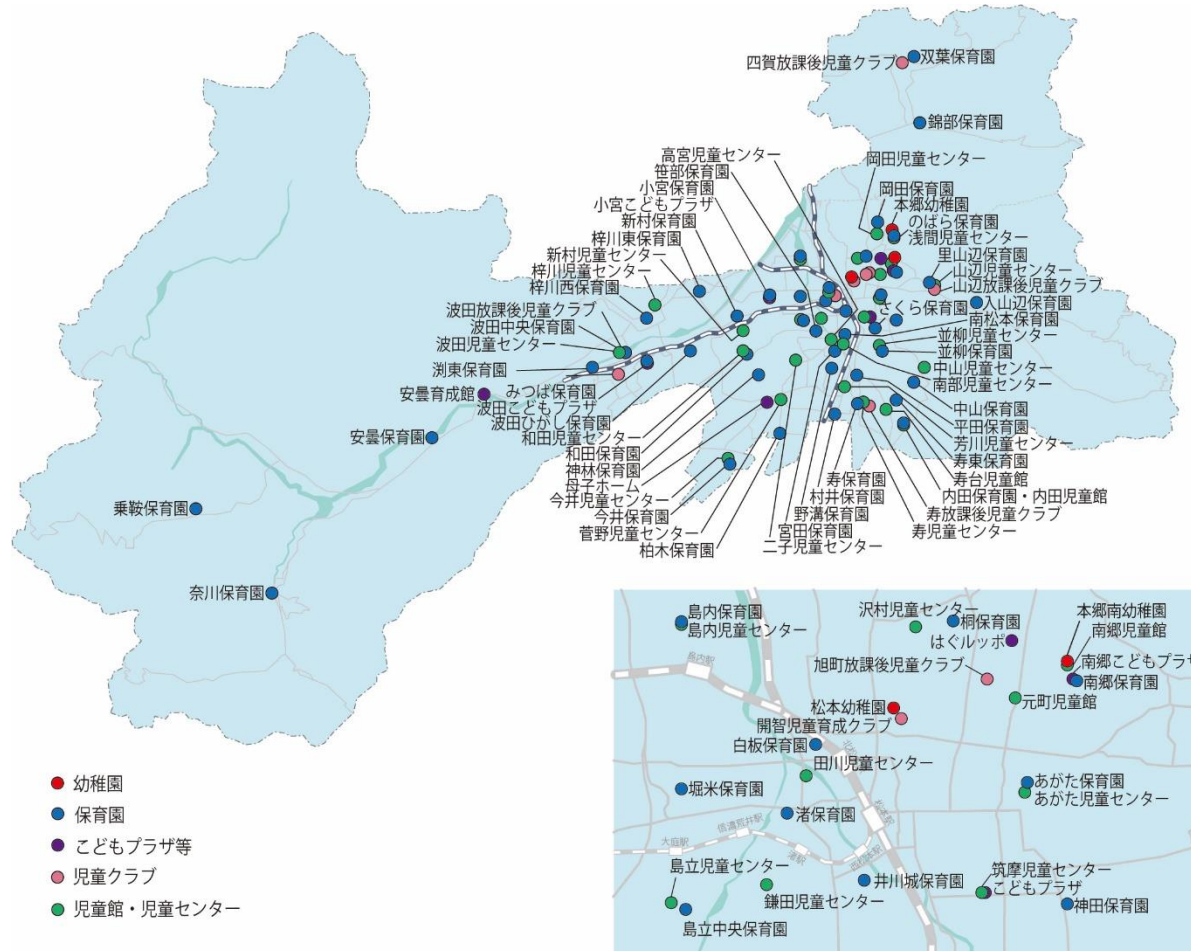 四賀放課後児童クラブ
双葉保育園
錦部保育園
高宮児童センター
笹部保育園
小宮保育園
小宮こどもプラザ
新村保育園
梓川東保育園
新村児童センター
梓川児童センター
梓川西保育園
波田放課後児童クラブ
波田中央保育園
波田児童センター
渕東保育園
安曇育成館
みつば保育園
波田こどもプラザ
波田ひがし保育園
和田児童センター
和田保育園
神林保育園
母子ホーム
今井児童センター
今井保育園
菅野児童センター
柏木保育園
安曇保育園
乗鞍保育園
奈川保育園
岡田児童センター
岡田保育園
本郷幼稚園
のばら保育園
浅間児童センター
里山辺保育園
山辺児童センター
山辺放課後児童クラブ
入山辺保育園
さくら保育園
南松本保育園
並柳児童センター
並柳保育園
中山児童センター
南部児童センター
中山保育園
平田保育園
芳川児童センター
寿東保育園
寿台児童館
内田保育園・内田児童館
寿放課後児童クラブ
寿児童センター
寿保育園
村井保育園
野溝保育園
宮田保育園
二子児童センター
幼稚園
保育園
こどもプラザ等
児童クラブ
児童館・児童センター
島内保育園
島内児童センター
島内駅
沢村児童センター
桐保育園
はぐルッポ
旭町放課後児童クラブ
本郷南幼稚園
南郷児童館
南郷こどもプラザ
南郷保育園
元町児童館
松本幼稚園
開智児童育成クラブ
白板保育園
北松本駅
田川児童センター
堀米保育園
渚保育園
あがた保育園
あがた児童センター
松本駅
信濃荒井駅
大庭駅
渚駅
西松本駅
島立児童センター
島立中央保育園
鎌田児童センター
井川城保育園
筑摩児童センター
こどもプラザ
神田保育園